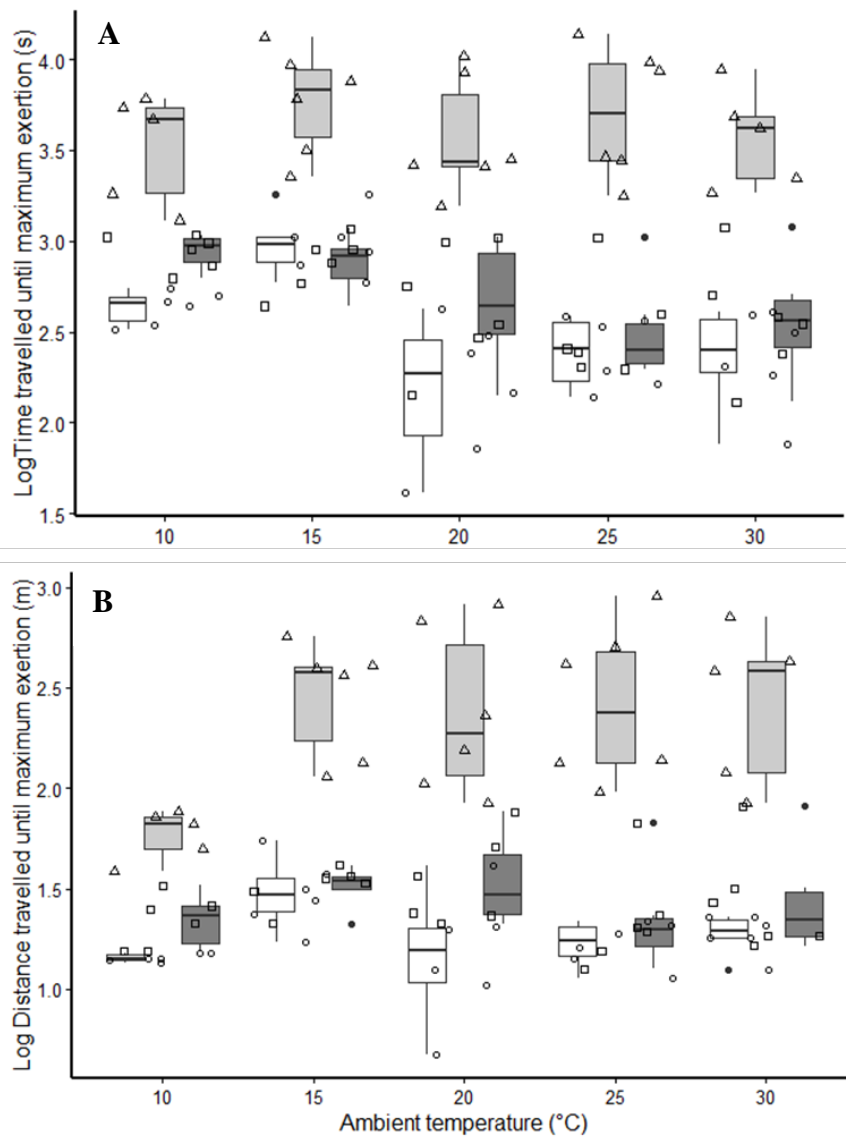 A
LogTime travelled until maximum exertion (s)
4.0
3.5
3.0
2.5
2.0
1.5
10 15 20 25 30
B
Log Distance travelled until maximum exertion (m)
3.0
2.5
2.0
1.5
1.0
10 15 20 25 30
Ambient temperature (°C)